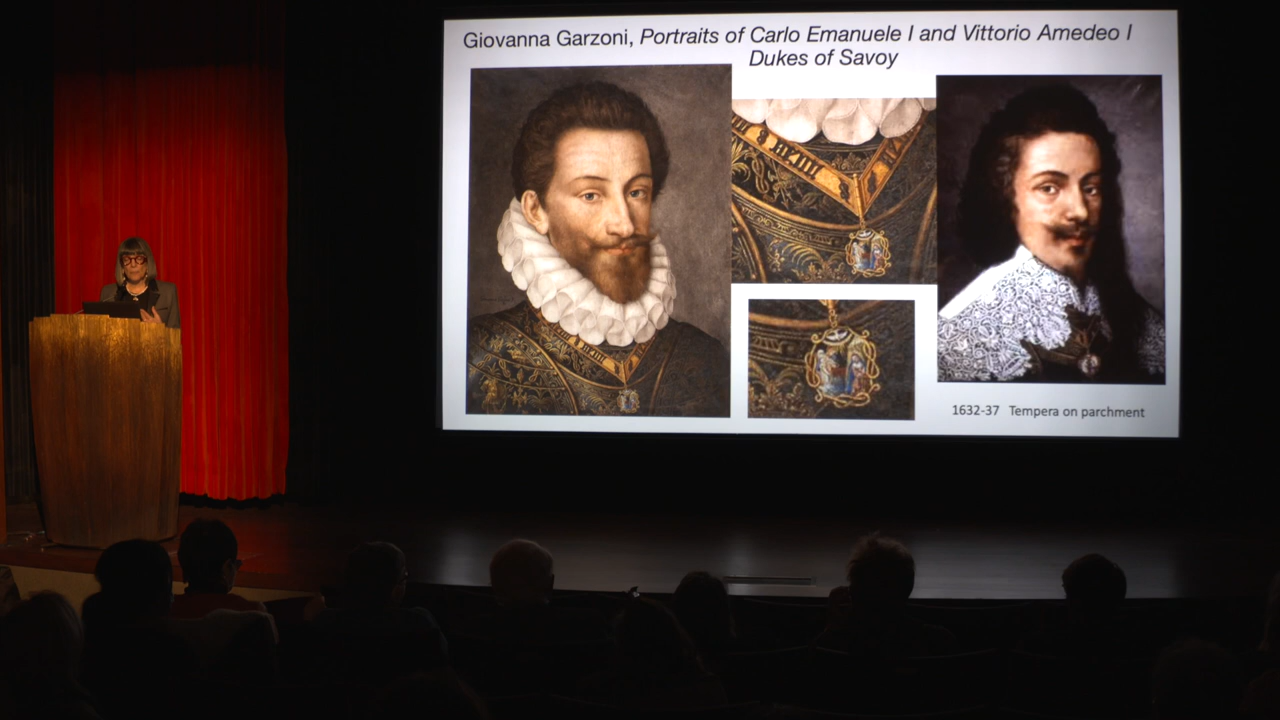 Giovanna Garzoni, Portraits of Carlo Emanuele I and Vittorio Amedeo I
Dukes of Savoy
1632-37 Tempera on parchment